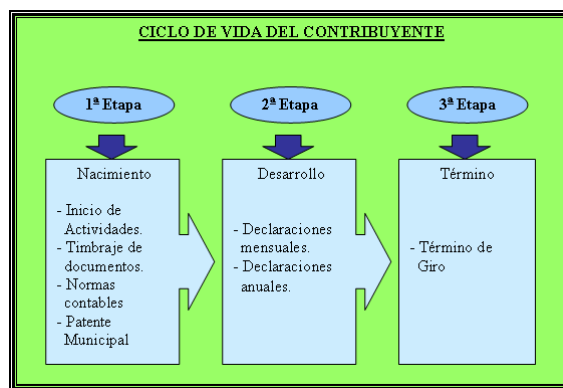 CICLO DE VIDA DEL CONTRIBUYENTE
1ª Etapa
2ª Etapa
3ª Etapa
Nacimiento
- Inicio de
Actividades.
- Timbraje de
documentos.
- Normas
contables
- Patente
Municipal
Desarrollo
- Declaraciones
mensuales.
- Declaraciones
anuales.
Término
- Término de
Giro